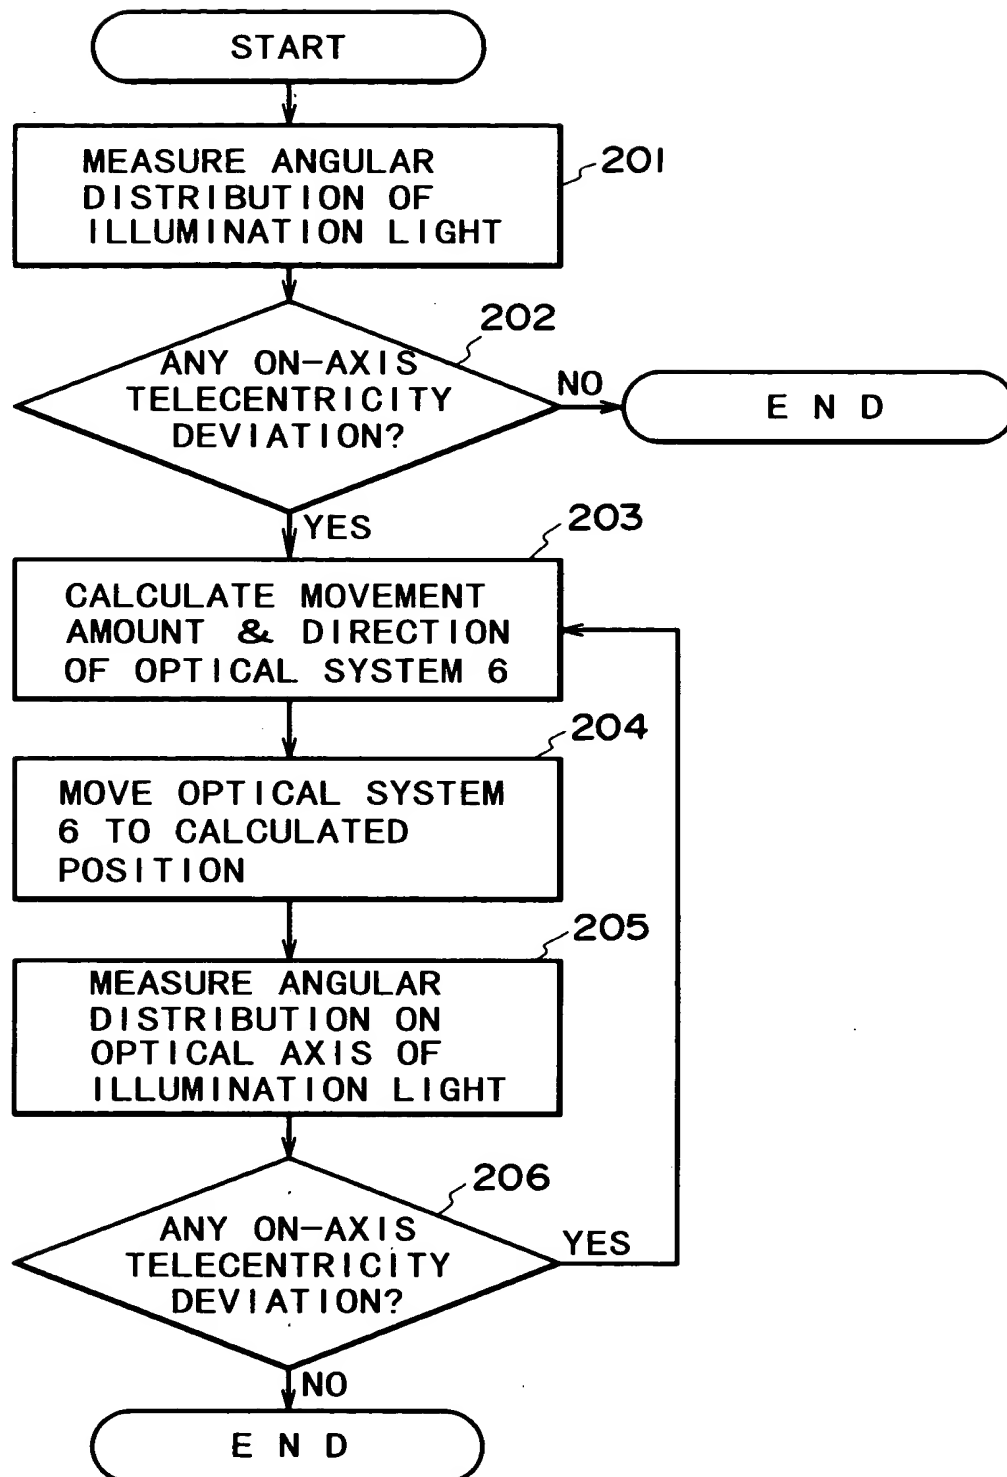 START
MEASURE ANGULAR
DISTRIBUTION OF
ILLUMINATION LIGHT
201
202
ANY ON-AXIS
TELECENTRICITY
DEVIATION?
NO
END
YES
203
CALCULATE MOVEMENT
AMOUNT & DIRECTION
OF OPTICAL SYSTEM 6
204
MOVE OPTICAL SYSTEM
6 TO CALCULATED
POSITION
205
MEASURE ANGULAR
DISTRIBUTION ON
OPTICAL AXIS OF
ILLUMINATION LIGHT
206
ANY ON-AXIS
TELECENTRICITY
DEVIATION?
YES
NO
END